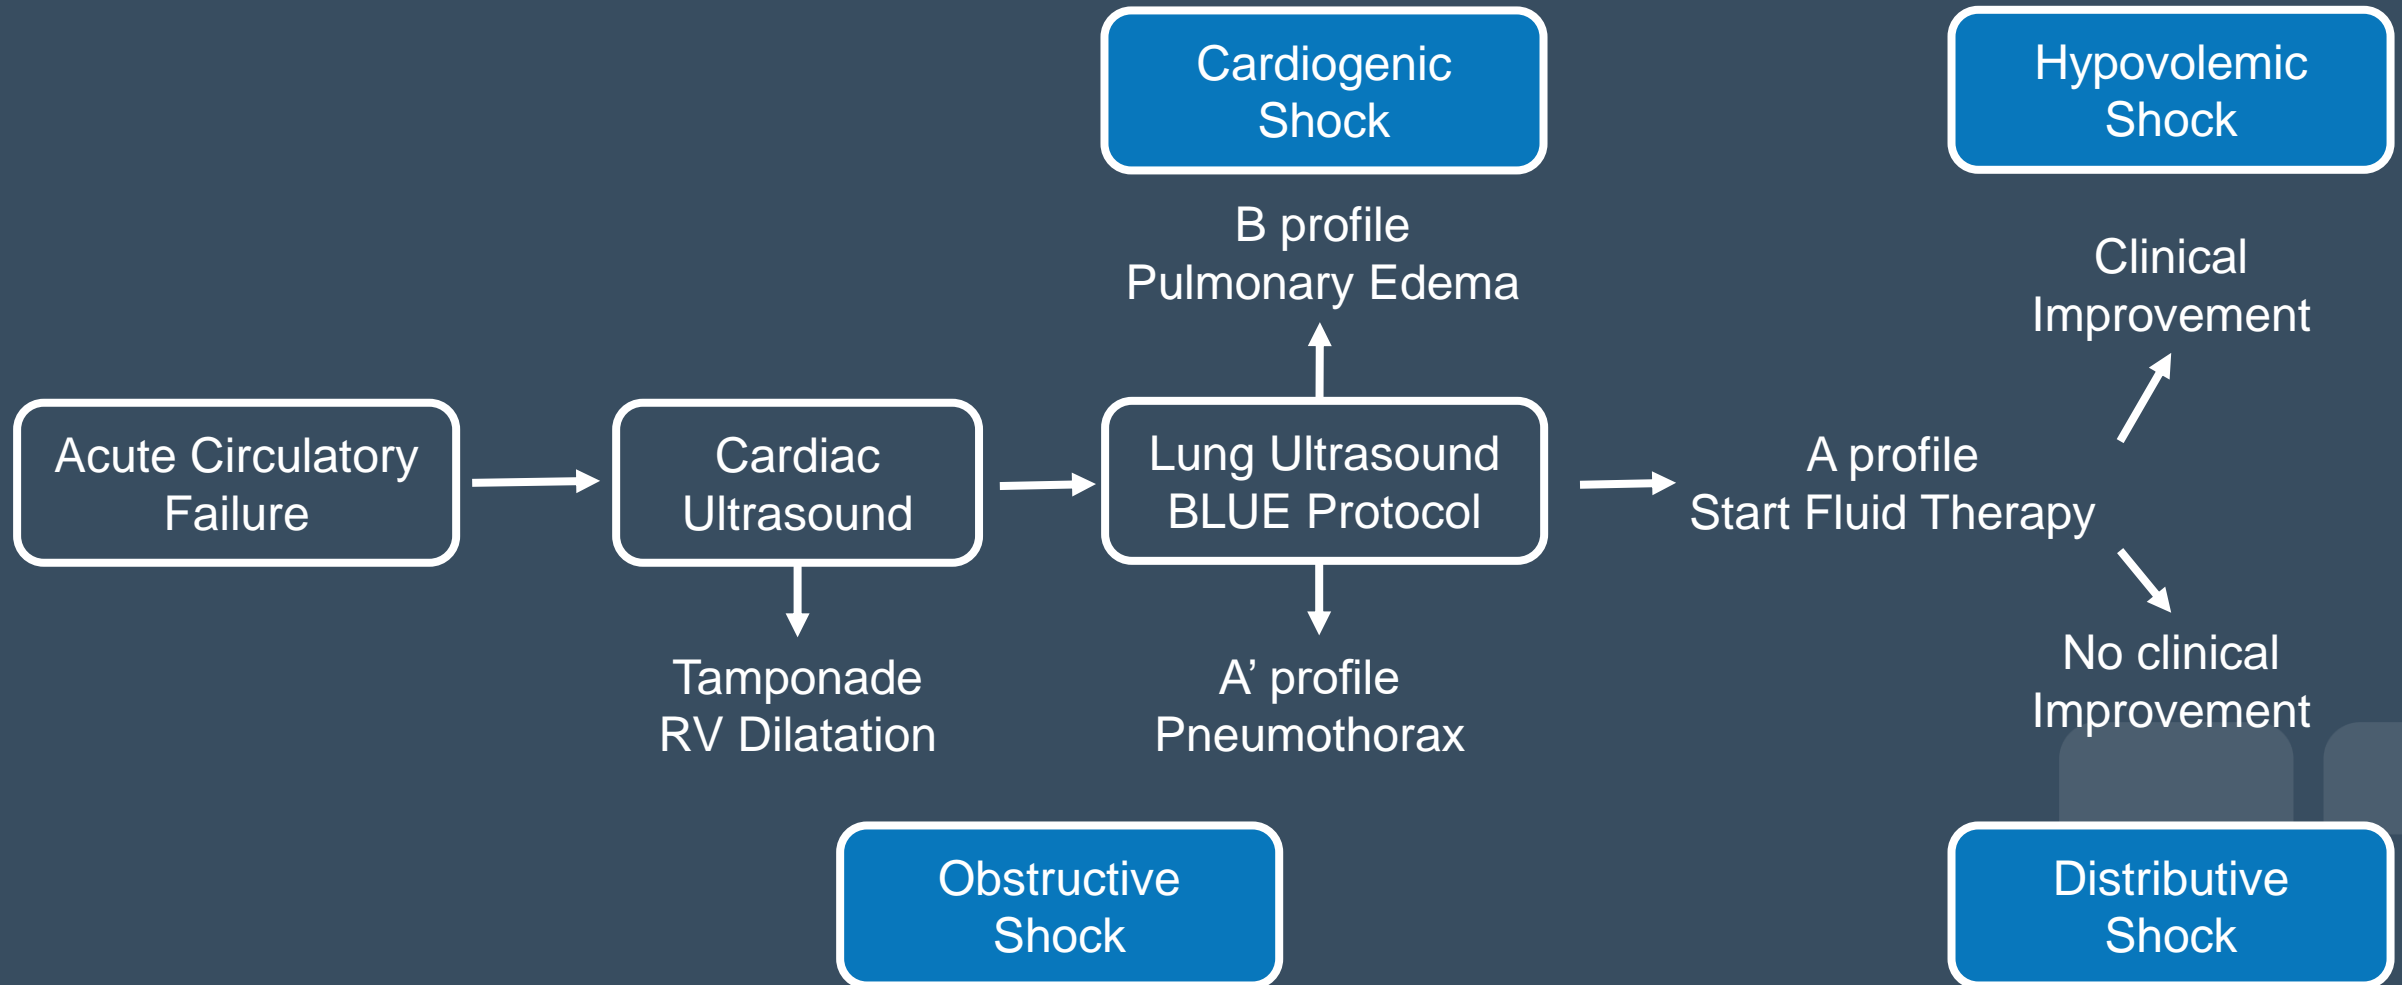 Cardiogenic
Shock
Hypovolemic
Shock
B profile
Pulmonary Edema
Clinical
Improvement
Acute Circulatory
Failure
Cardiac
Ultrasound
Lung Ultrasound
BLUE Protocol
A profile
Start Fluid Therapy
Tamponade
RV Dilatation
A’ profile
Pneumothorax
No clinical
Improvement
Obstructive
Shock
Distributive
Shock